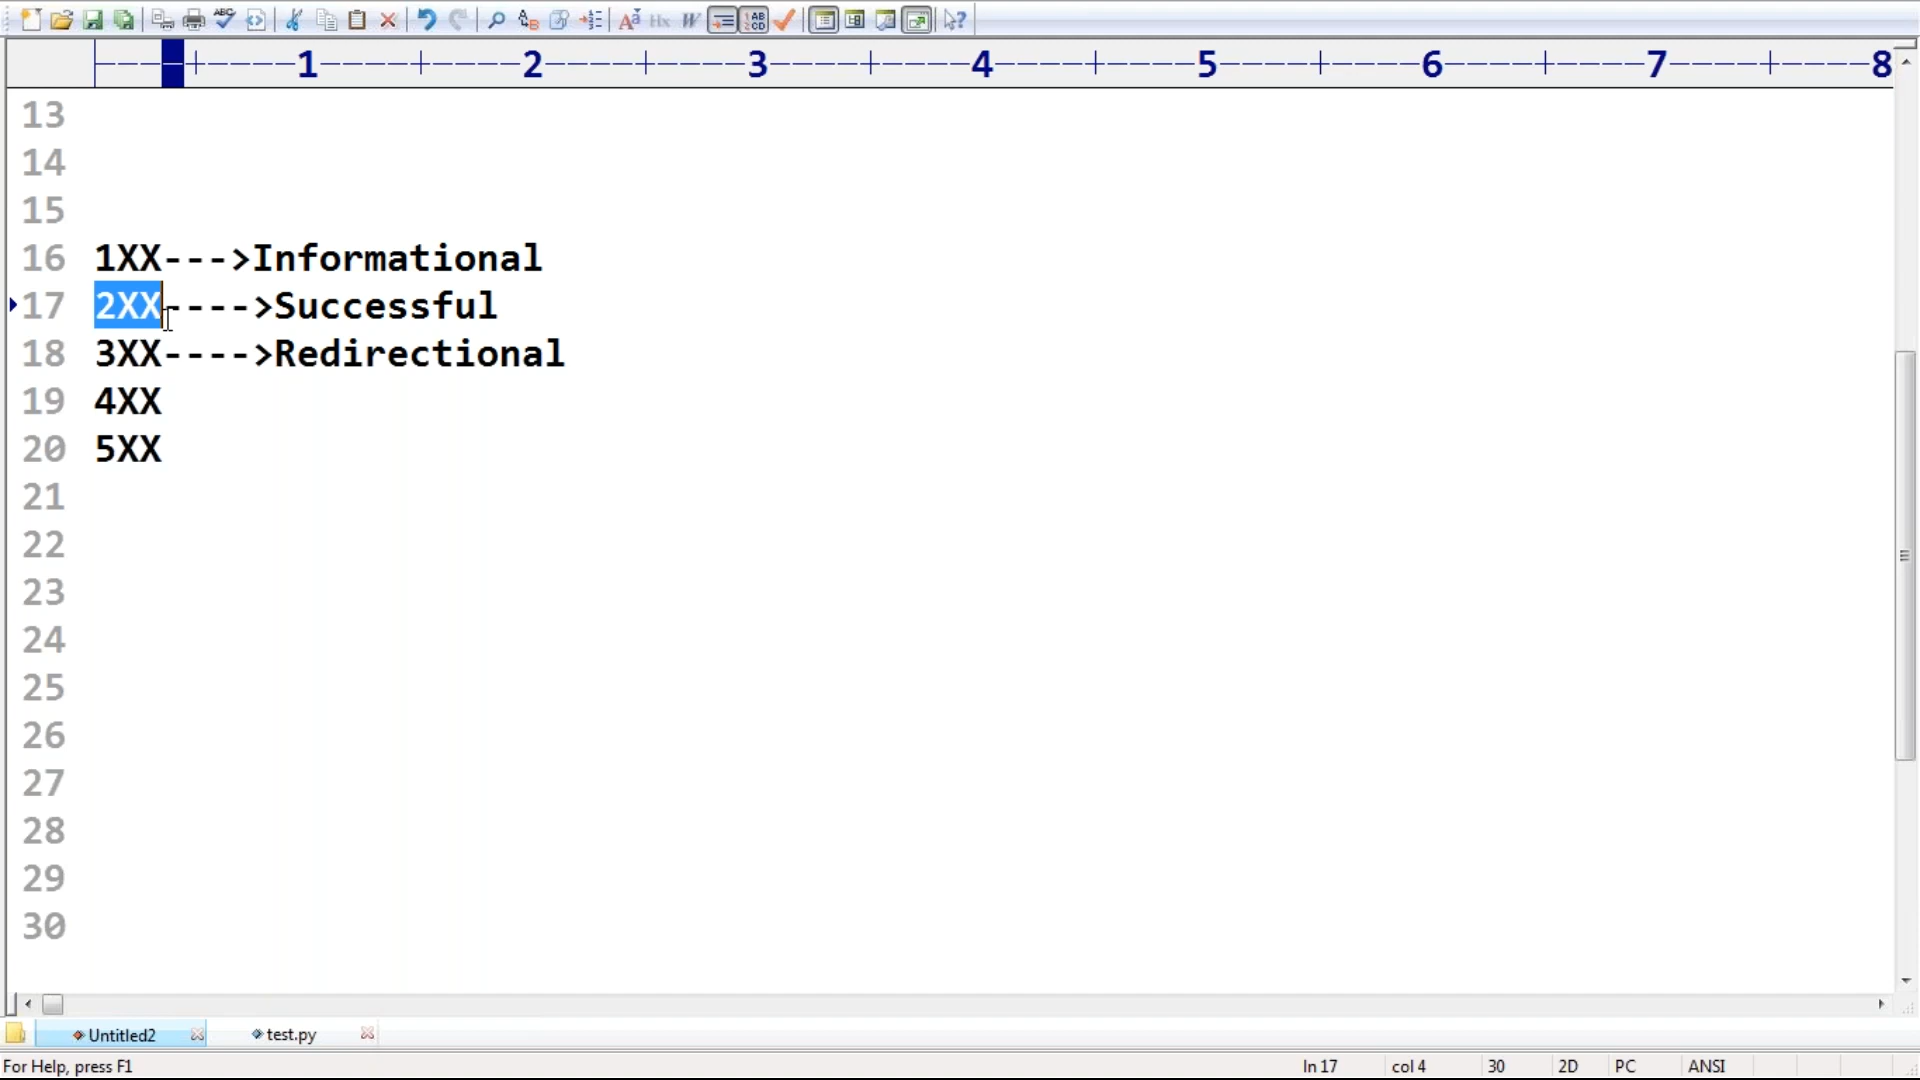 ----+----1----+----2----+----3----+----4----+----5----+----6----+----7----+----8
13
14
15
16 1XX--->Informational
17 2XX---->Successful
18 3XX---->Redirectional
19 4XX
20 5XX
21
22
23
24
25
26
27
28
29
30
Untitled2 test.py
For Help, press F1 ln 17 col 4 30 2D PC ANSI